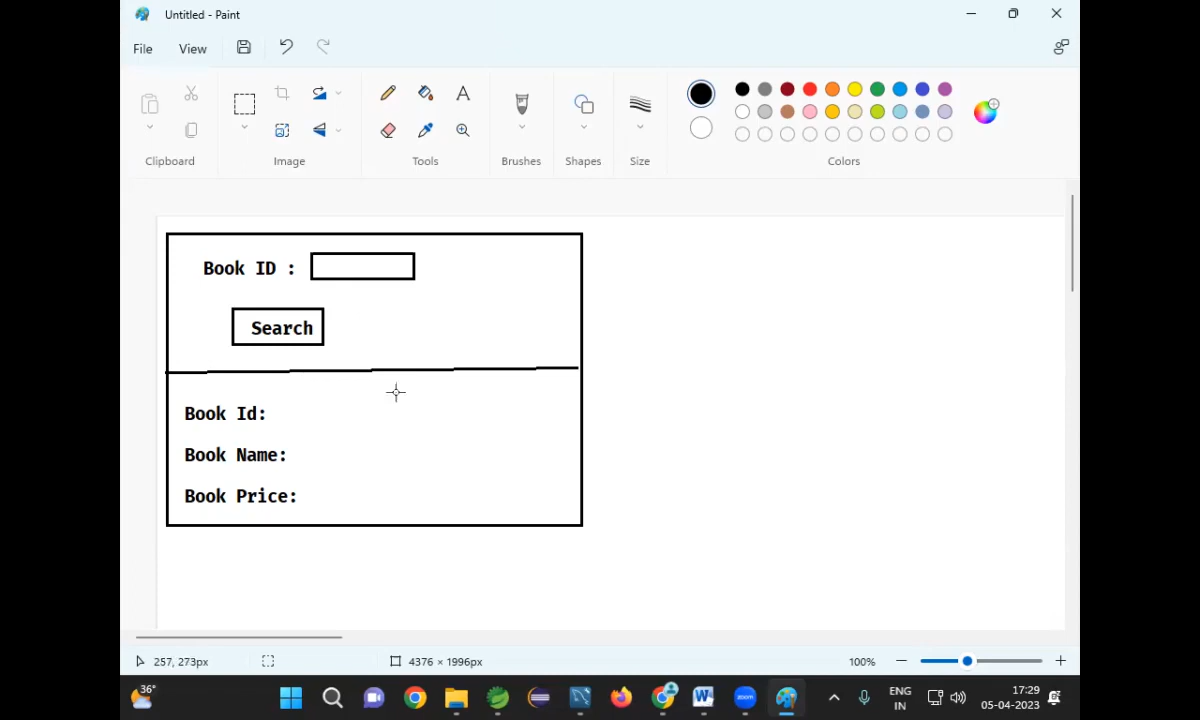 Untitled - Paint
File View
Clipboard Image Tools Brushes Shapes Size Colors
Book ID :
Search
Book Id:
Book Name:
Book Price:
257, 273px 4376 × 1996px 100%
36° zoom ENG 17:29
IN 05-04-2023